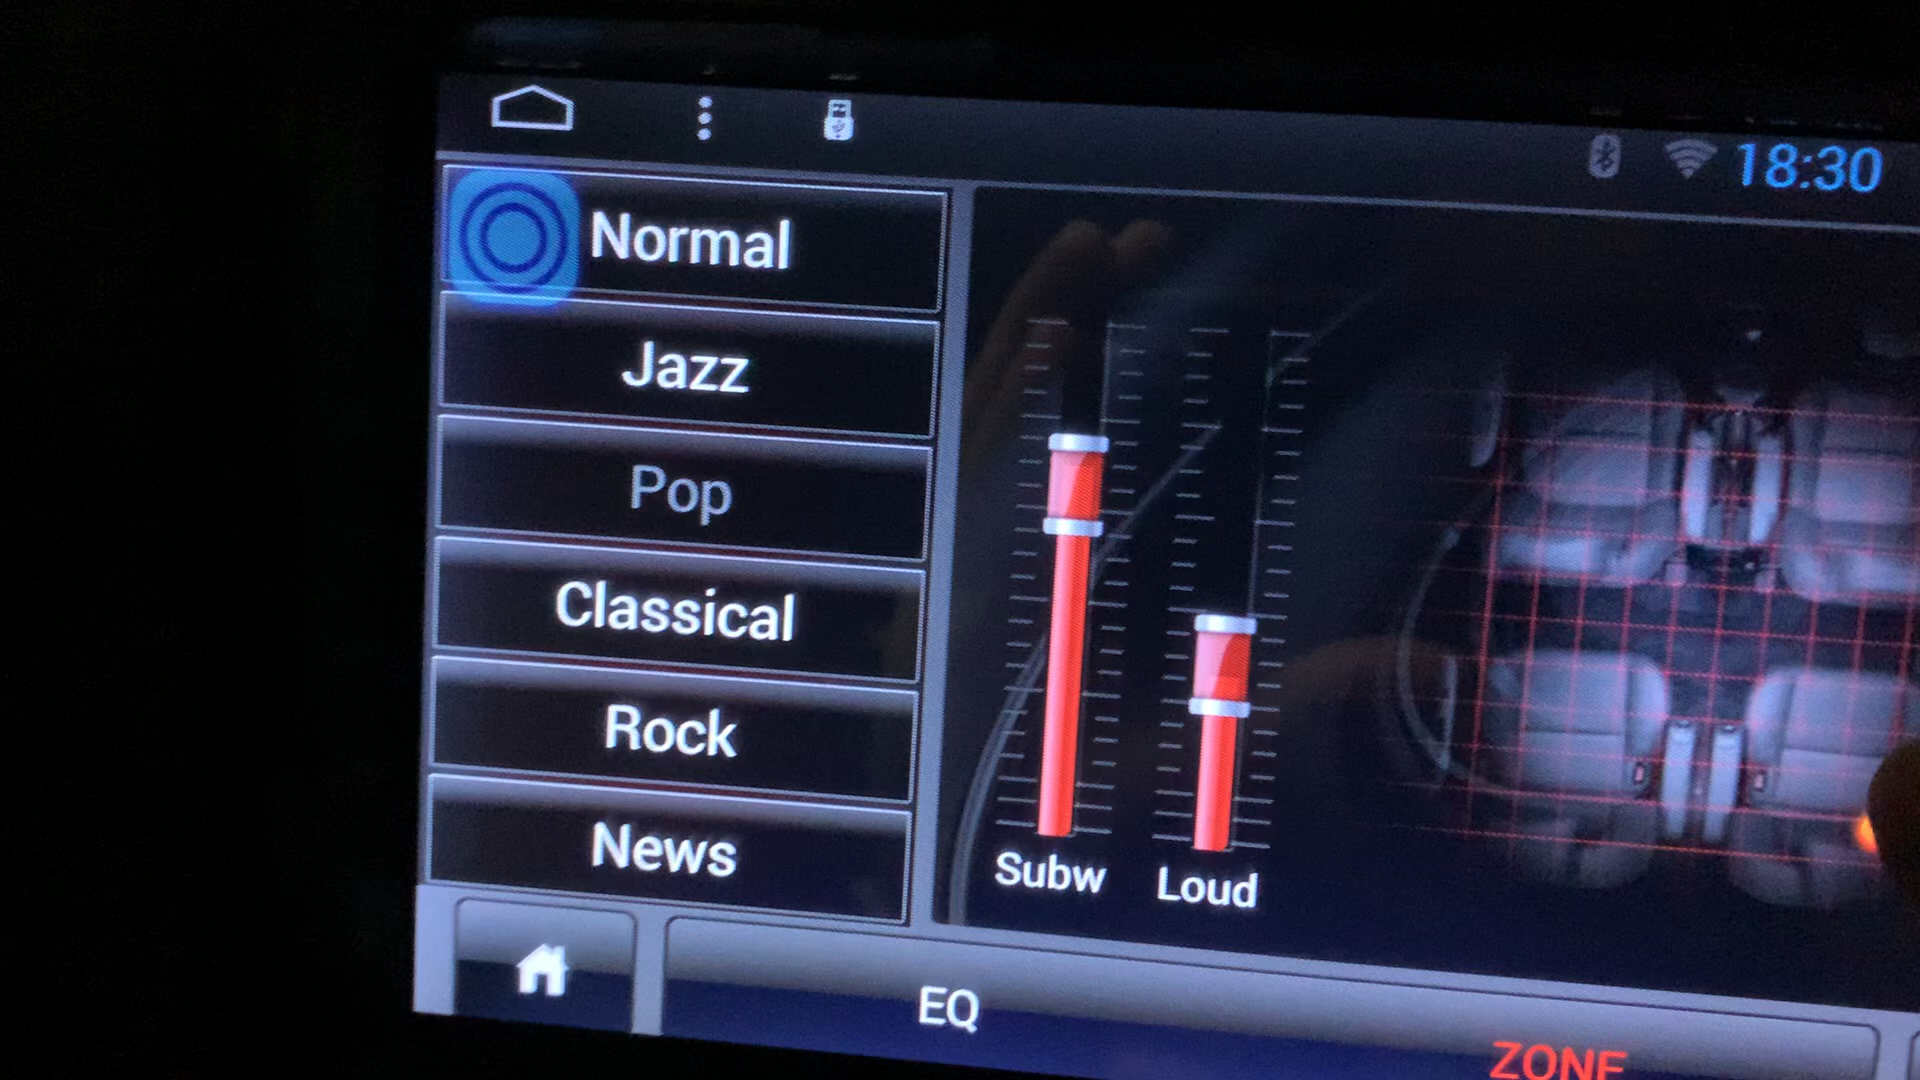 18:30
Normal
Jazz
Pop
Classical
Rock
News
Subw
Loud
EQ
ZONE